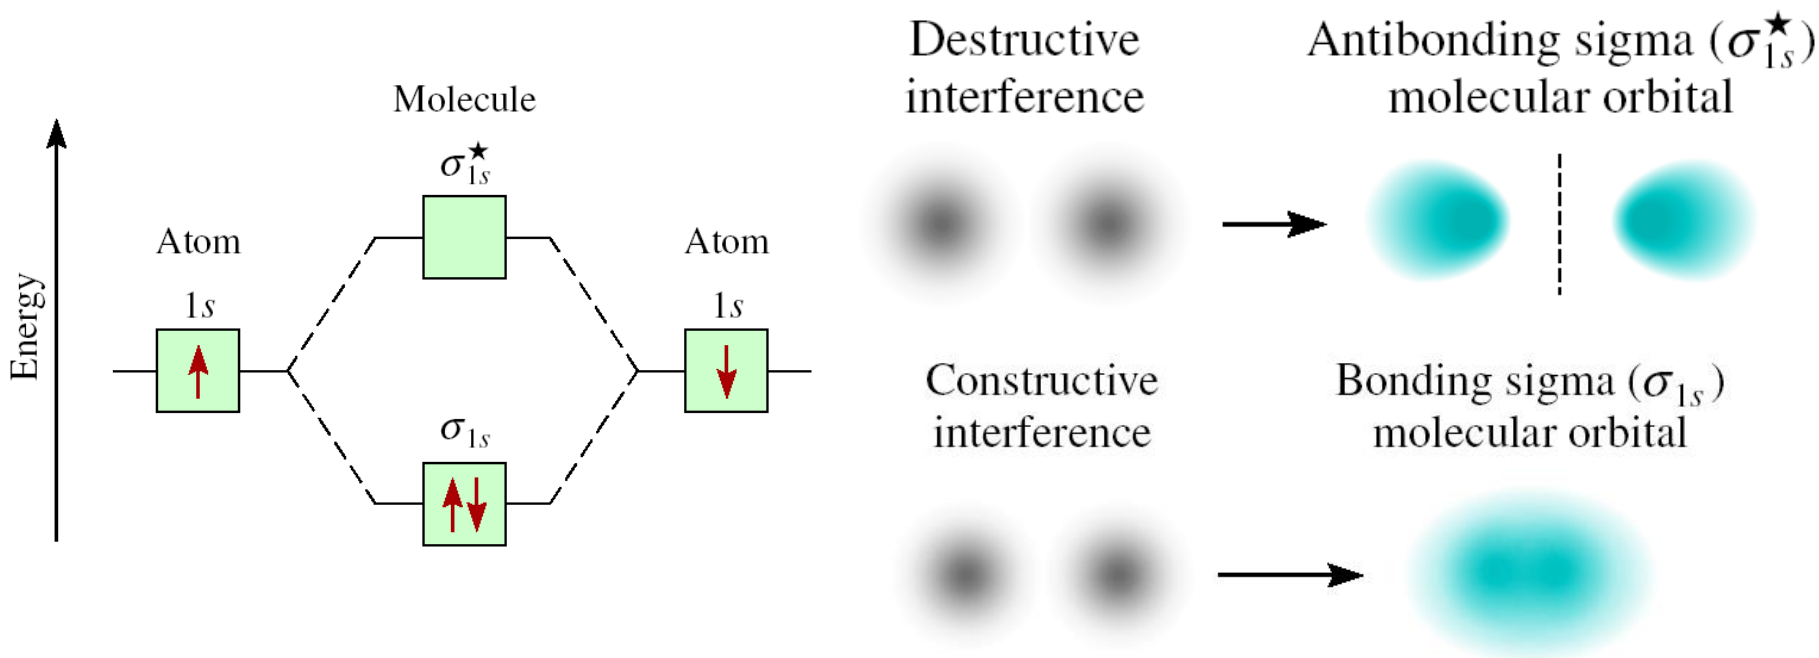 Molecule
σ★1s
Atom
Atom
1s
1s
Energy
σ1s
Destructive
interference
Antibonding sigma (σ★1s)
molecular orbital
Constructive
interference
Bonding sigma (σ1s)
molecular orbital